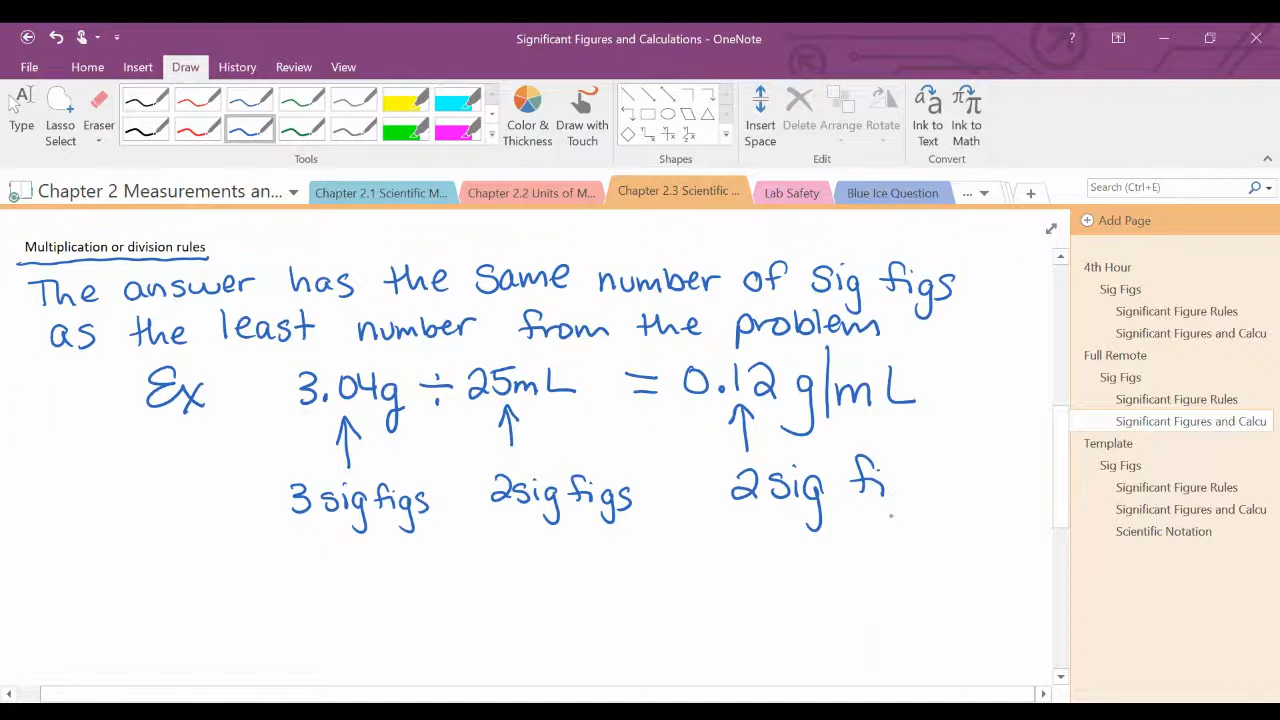 Significant Figures and Calculations - OneNote
File Home Insert Draw History Review View
Type
Lasso Select
Eraser
Color & Thickness
Draw with Touch
Insert Space
Delete
Arrange
Rotate
Ink to Text
Ink to Math
Tools
Shapes
Edit
Convert
Chapter 2 Measurements an...
Chapter 2.1 Scientific M...
Chapter 2.2 Units of M...
Chapter 2.3 Scientific ...
Lab Safety
Blue Ice Question
...
Search (Ctrl+E)
Multiplication or division rules
The answer has the same number of sig figs
as the least number from the problem
Ex 3.04g ÷ 25mL = 0.12 g/mL
3 sig figs 2 sig figs 2 sig fi
Add Page
4th Hour
Sig Figs
Significant Figure Rules
Significant Figures and Calcu
Full Remote
Sig Figs
Significant Figure Rules
Significant Figures and Calcu
Template
Sig Figs
Significant Figure Rules
Significant Figures and Calcu
Scientific Notation